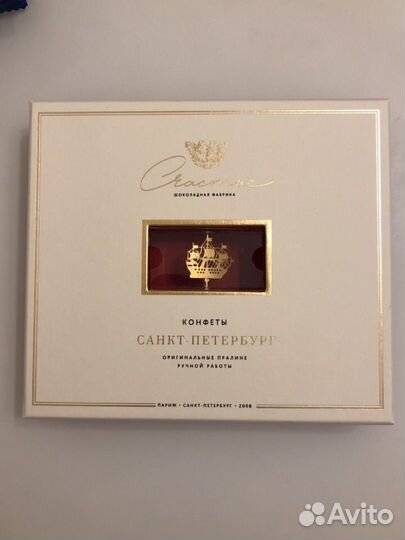 Счастье
ШОКОЛАДНАЯ ФАБРИКА
КОНФЕТЫ
САНКТ-ПЕТЕРБУРГ
ОРИГИНАЛЬНЫЕ ПРАЛИНЕ
РУЧНОЙ РАБОТЫ
ПАРИЖ • САНКТ-ПЕТЕРБУРГ • 2008
Avito